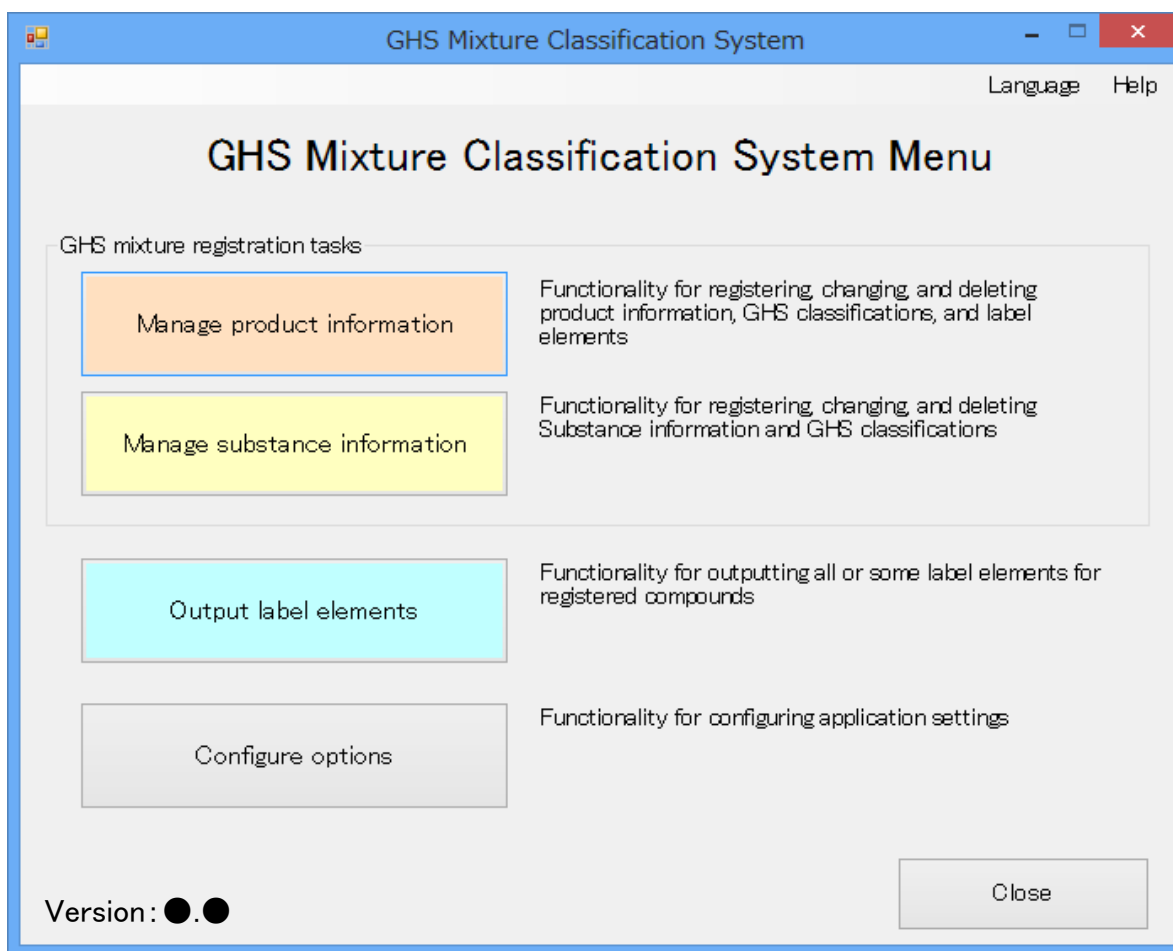 GHS Mixture Classification System
Language Help
GHS Mixture Classification System Menu
GHS mixture registration tasks
Manage product information
Functionality for registering, changing, and deleting
product information, GHS classifications, and label
elements
Manage substance information
Functionality for registering, changing, and deleting
Substance information and GHS classifications
Output label elements
Functionality for outputting all or some label elements for
registered compounds
Configure options
Functionality for configuring application settings
Version: ●.●
Close